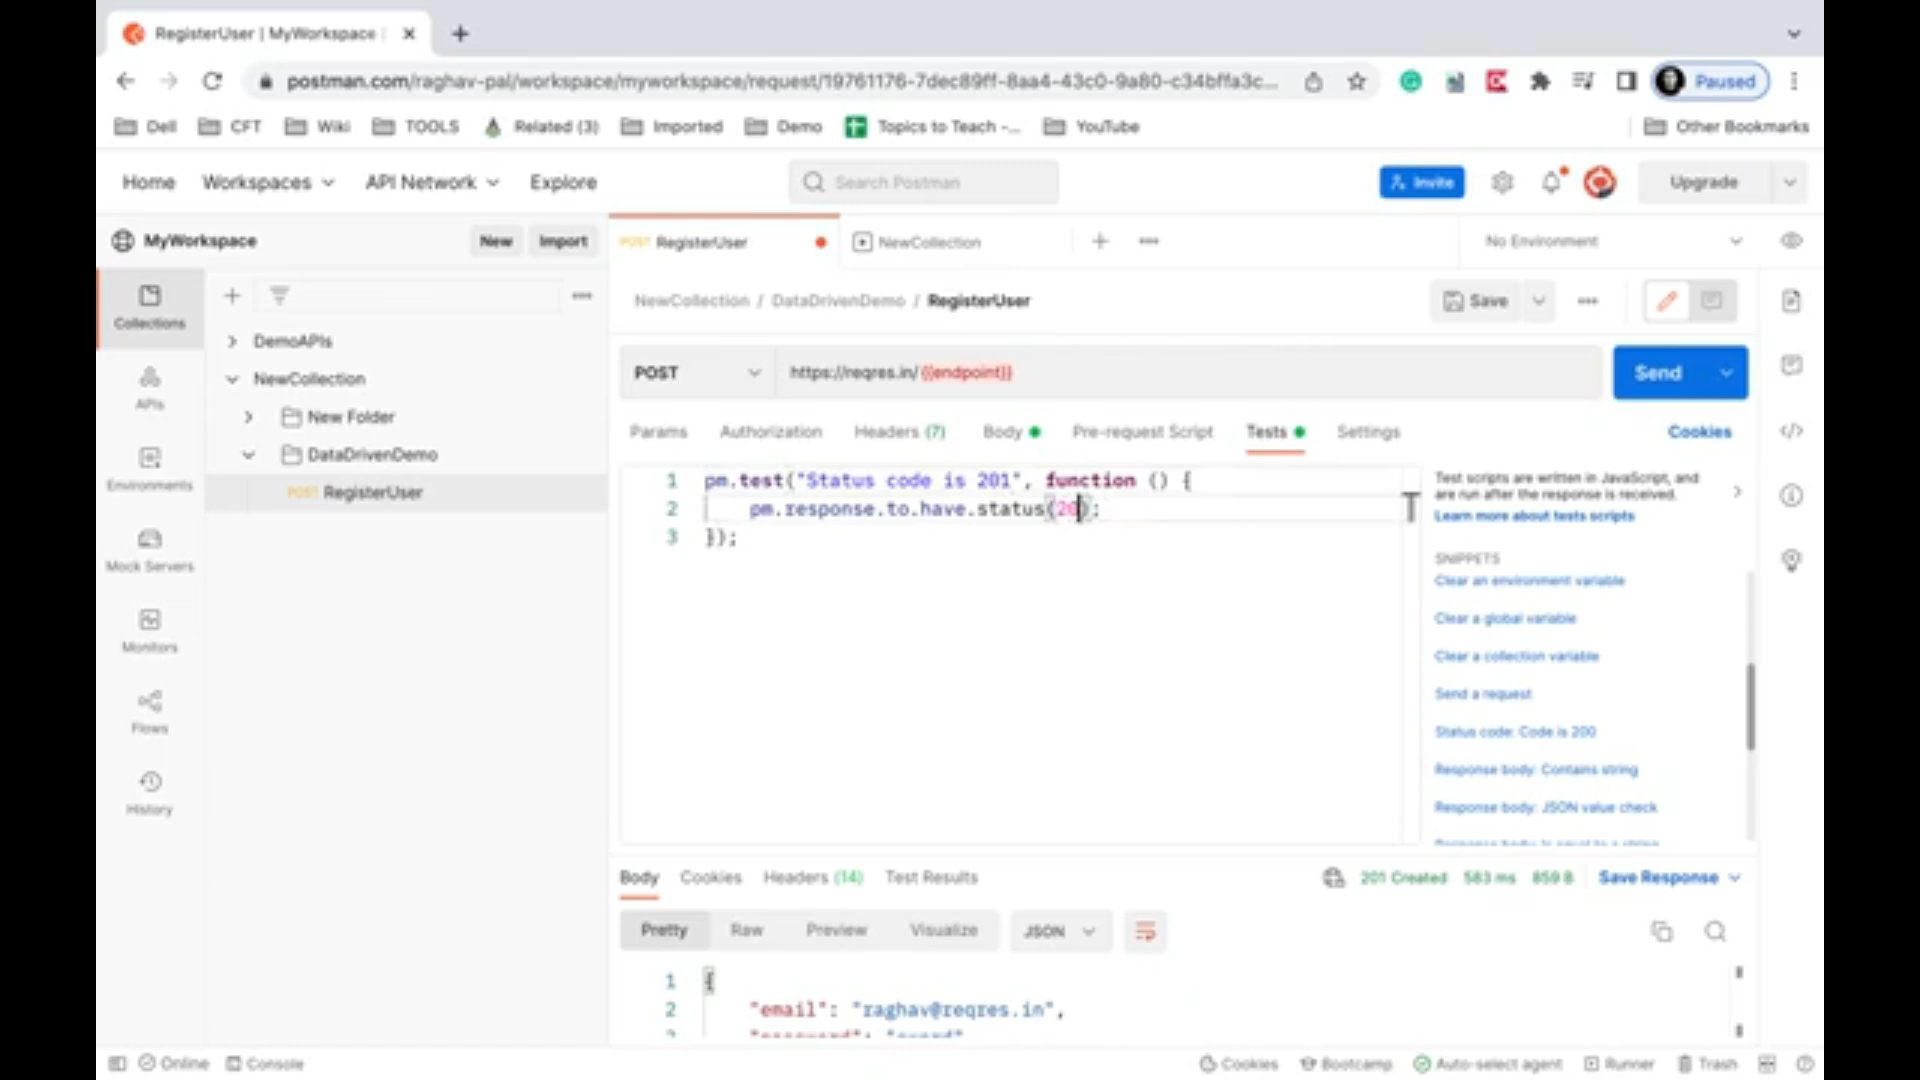 RegisterUser | MyWorkspace |
postman.com/raghav-pal/workspace/myworkspace/request/19761176-7dec89ff-8aa4-43c0-9a80-c34bffa3c...
Paused
Dell CFT Wiki TOOLS Related (3) Imported Demo Topics to Teach -... YouTube Other Bookmarks
Home Workspaces API Network Explore Search Postman Invite Upgrade
MyWorkspace New Import
POST RegisterUser NewCollection No Environment
Collections
NewCollection / DataDrivenDemo / RegisterUser Save
DemoAPIs
NewCollection
New Folder
DataDrivenDemo
POST RegisterUser
APIs
Environments
Mock Servers
Monitors
Flows
History
POST https://reqres.in/{{endpoint}} Send
Params Authorization Headers (7) Body Pre-request Script Tests Settings Cookies
1 pm.test("Status code is 201", function () {
2 pm.response.to.have.status(20);
3 });
Test scripts are written in JavaScript, and
are run after the response is received.
Learn more about tests scripts
SNIPPETS
Clear an environment variable
Clear a global variable
Clear a collection variable
Send a request
Status code: Code is 200
Response body: Contains string
Response body: JSON value check
Response body: Is equal to a string
Body Cookies Headers (14) Test Results 201 Created 583 ms 859 B Save Response
Pretty Raw Preview Visualize JSON
1 {
2 "email": "raghav@reqres.in",
Online Console Cookies Bootcamp Auto-select agent Runner Trash